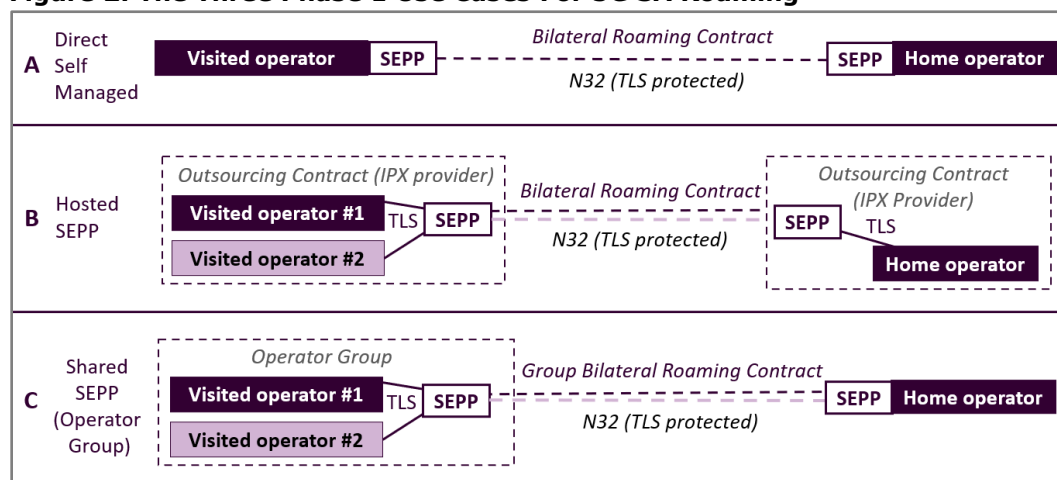 Figure 2: The Three Phase 1 Use Cases For 5G SA Roaming
A
Direct
Self
Managed
Visited operator
SEPP
Bilateral Roaming Contract
N32 (TLS protected)
SEPP
Home operator
B
Hosted
SEPP
Outsourcing Contract (IPX provider)
Visited operator #1
Visited operator #2
TLS
SEPP
Bilateral Roaming Contract
N32 (TLS protected)
Outsourcing Contract
(IPX Provider)
SEPP
TLS
Home operator
C
Shared
SEPP
(Operator
Group)
Operator Group
Visited operator #1
Visited operator #2
TLS
SEPP
Group Bilateral Roaming Contract
N32 (TLS protected)
SEPP
Home operator